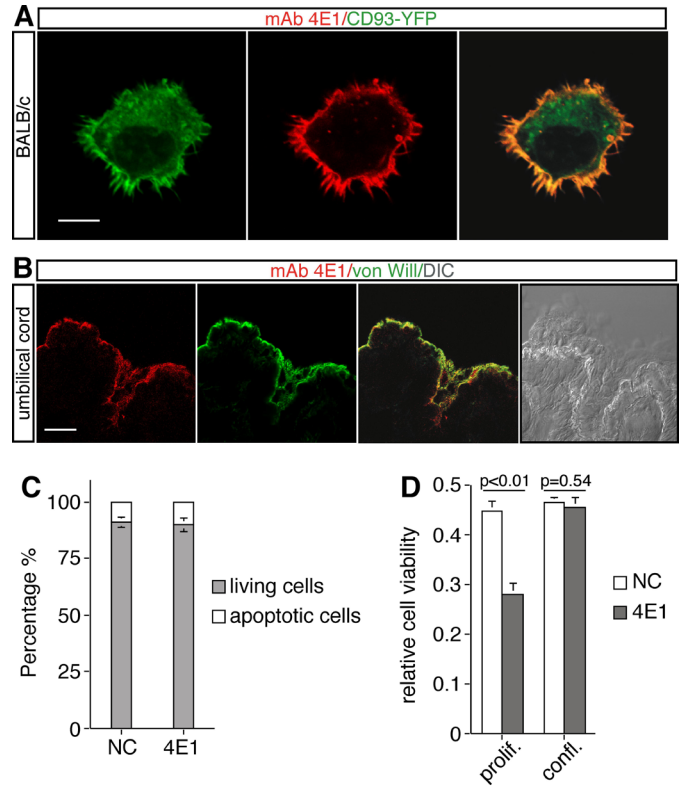 A
mAb 4E1/CD93-YFP
BALB/c
B
mAb 4E1/von Will/DIC
umbilical cord
C
100
75
50
25
0
Percentage %
NC
4E1
living cells
apoptotic cells
D
p<0.01
p=0.54
0.5
0.4
0.3
0.2
0.1
0
relative cell viability
prolif.
confl.
NC
4E1